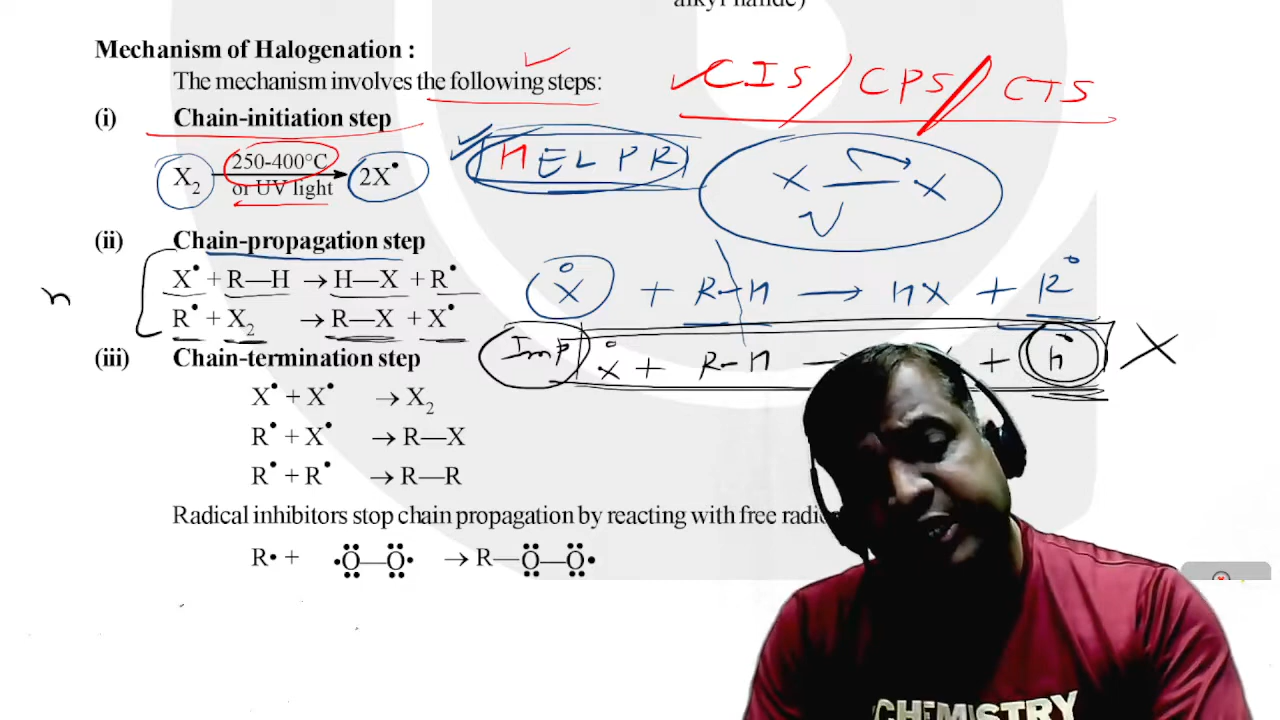 alkyl halide)
Mechanism of Halogenation :
The mechanism involves the following steps:
CIS / CPS // CTS
(i) Chain-initiation step
X₂ 250-400°C or UV light → 2X•
HELPR
X — X
(ii) Chain-propagation step
X• + R—H → H—X + R•
R• + X₂ → R—X + X•
n
X° + R-H → HX + R°
Imp X° + R-H — + H• X
(iii) Chain-termination step
X• + X• → X₂
R• + X• → R—X
R• + R• → R—R
Radical inhibitors stop chain propagation by reacting with free
R• + •Ö—Ö• → R—Ö—Ö•
CHEMISTRY